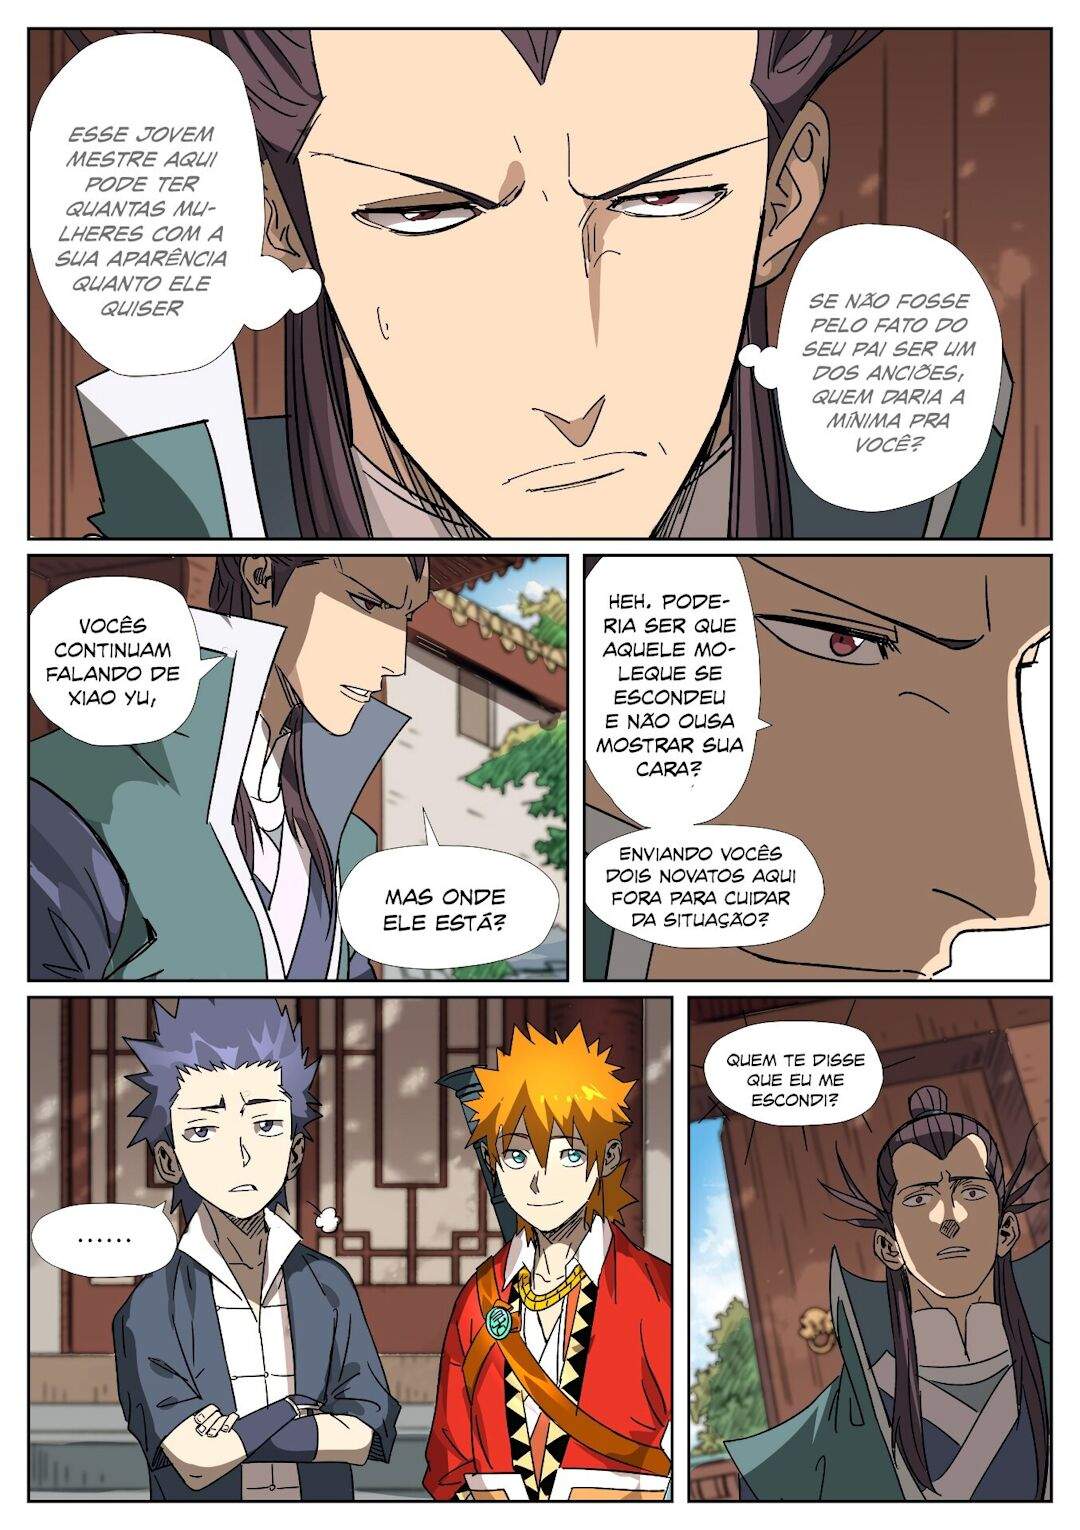 ESSE JOVEM
MESTRE AQUI
PODE TER
QUANTAS MU-
LHERES COM A
SUA APARÊNCIA
QUANTO ELE
QUISER
SE NÃO FOSSE
PELO FATO DO
SEU PAI SER UM
DOS ANCIÕES,
QUEM DARIA A
MÍNIMA PRA
VOCÊ?
VOCÊS
CONTINUAM
FALANDO DE
XIAO YU,
MAS ONDE
ELE ESTÁ?
HEH. PODE-
RIA SER QUE
AQUELE MO-
LEQUE SE
ESCONDEU
E NÃO OUSA
MOSTRAR SUA
CARA?
ENVIANDO VOCÊS
DOIS NOVATOS AQUI
FORA PARA CUIDAR
DA SITUAÇÃO?
......
QUEM TE DISSE
QUE EU ME
ESCONDI?